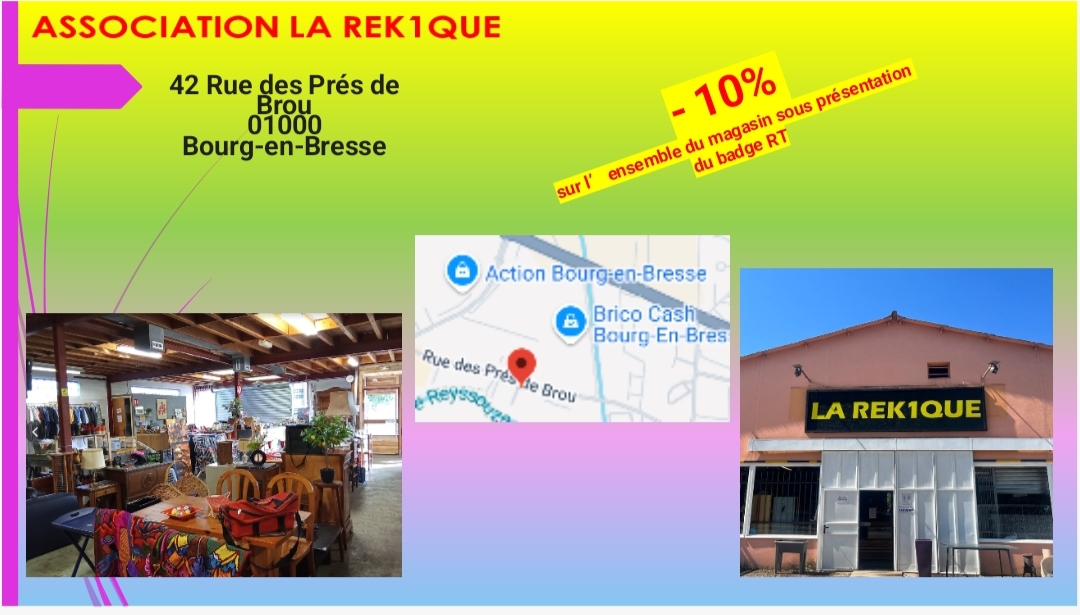 ASSOCIATION LA REK1QUE
42 Rue des Prés de
Brou
01000
Bourg-en-Bresse
- 10%
sur l’ ensemble du magasin sous présentation
du badge RT
Action Bourg-en-Bresse
Brico Cash
Bourg-En-Bres
Rue des Prés de Brou
e Reyssouze
LA REK1QUE